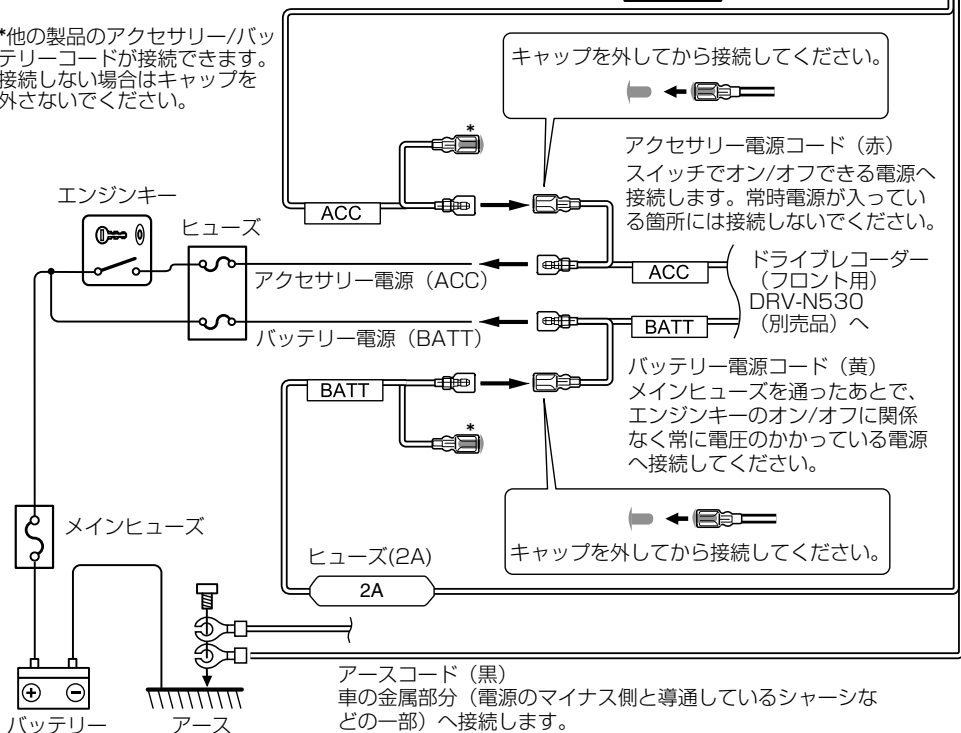 *他の製品のアクセサリー/バッ
テリーコードが接続できます。
接続しない場合はキャップを
外さないでください。
キャップを外してから接続してください。
*
アクセサリー電源コード（赤）
スイッチでオン/オフできる電源へ
接続します。常時電源が入ってい
る箇所には接続しないでください。
エンジンキー
ヒューズ
ACC
アクセサリー電源（ACC）
ACC
ドライブレコーダー
（フロント用）
DRV-N530
（別売品）へ
バッテリー電源（BATT）
BATT
バッテリー電源コード（黄）
メインヒューズを通ったあとで、
エンジンキーのオン/オフに関係
なく常に電圧のかかっている電源
へ接続してください。
BATT
*
メインヒューズ
キャップを外してから接続してください。
ヒューズ(2A)
2A
アースコード（黒）
車の金属部分（電源のマイナス側と導通しているシャーシな
どの一部）へ接続します。
バッテリー
アース